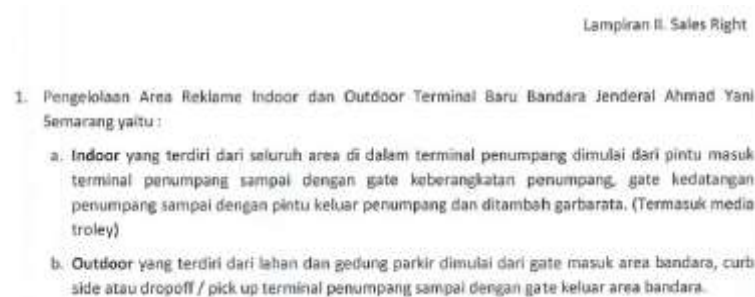 Lampiran II. Sales Right
1. Pengelolaan Area Reklame Indoor dan Outdoor Terminal Baru Bandara Jenderal Ahmad Yani
Semarang yaitu :
a. Indoor yang terdiri dari seluruh area di dalam terminal penumpang dimulai dari pintu masuk
terminal penumpang sampai dengan gate keberangkatan penumpang, gate kedatangan
penumpang sampai dengan pintu keluar penumpang dan ditambah garbarata. (Termasuk media
troley)
b. Outdoor yang terdiri dari lahan dan gedung parkir dimulai dari gate masuk area bandara, curb
side atau dropoff / pick up terminal penumpang sampai dengan gate keluar area bandara.